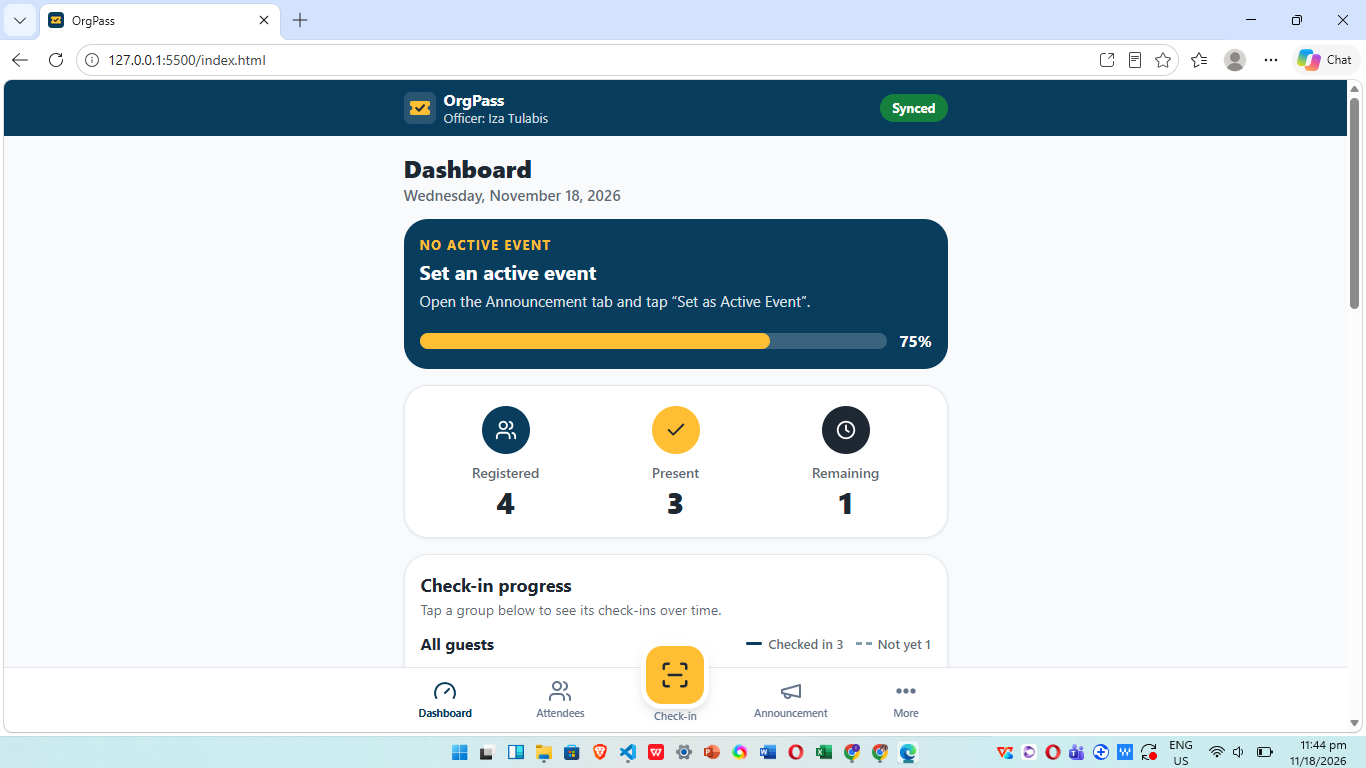 OrgPass
127.0.0.1:5500/index.html
Chat
OrgPass
Officer: Iza Tulabis
Synced
Dashboard
Wednesday, November 18, 2026
NO ACTIVE EVENT
Set an active event
Open the Announcement tab and tap “Set as Active Event”.
75%
Registered
4
Present
3
Remaining
1
Check-in progress
Tap a group below to see its check-ins over time.
All guests
Checked in 3
Not yet 1
Dashboard
Attendees
Check-in
Announcement
More
ENG
US
11:44 pm
11/18/2026